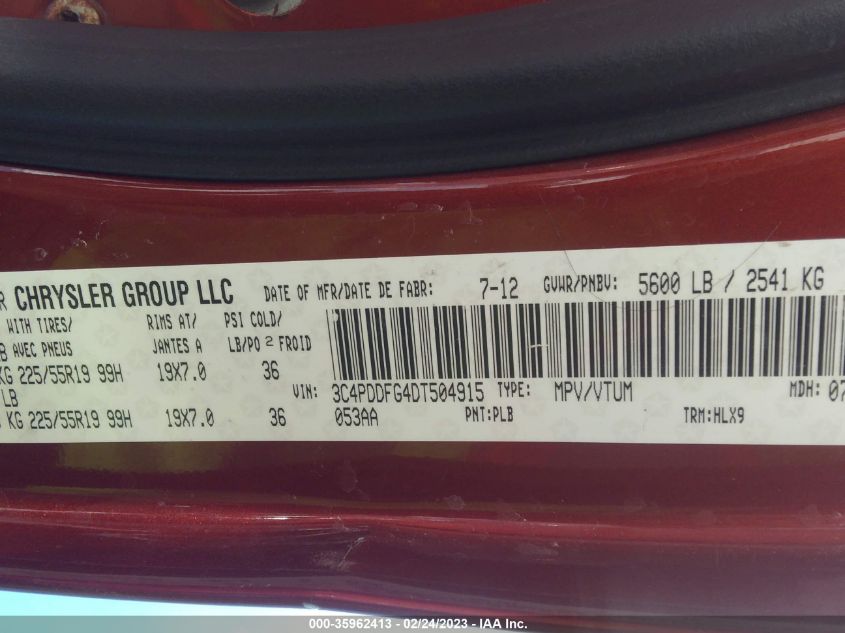 CHRYSLER GROUP LLC DATE OF MFR/DATE DE FABR: 7-12 GVWR/PNBV: 5600 LB / 2541 KG
WITH TIRES/ RIMS AT/ PSI COLD/
AVEC PNEUS JANTES A LB/PO 2 FROID
KG 225/55R19 99H 19X7.0 36
LB VIN: 3C4PDDFG4DT504915 TYPE: MPV/VTUM MDH: 07
KG 225/55R19 99H 19X7.0 36 053AA PNT:PLB TRM:HLX9
000-35962413 - 02/24/2023 - IAA Inc.